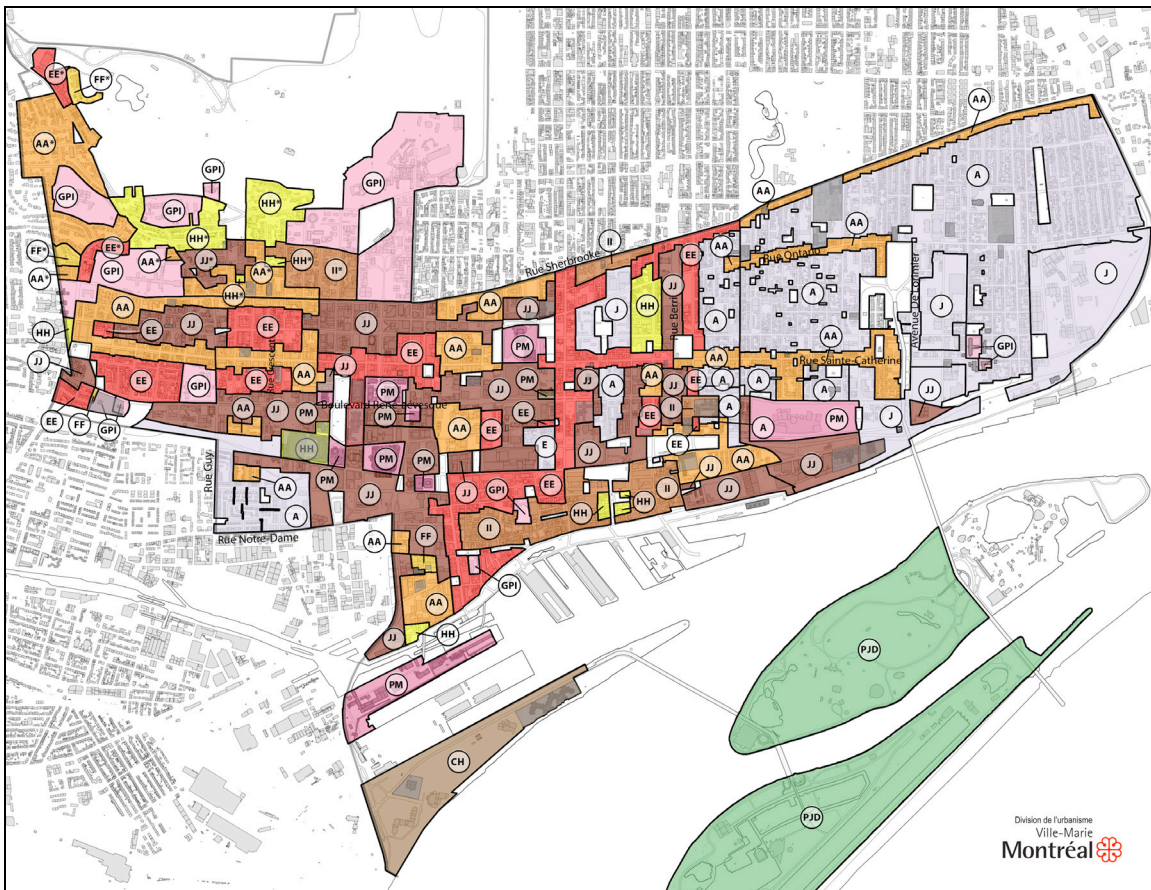 EE*
FF*
AA
AA*
GPI
GPI
AA
GPI
A
GPI
HH*
AA
FF*
EE*
HH*
II
AA
EE
AA
Rue Sherbrooke
Rue Ontario
AA*
GPI
AA*
JJ*
AA*
HH*
II*
JJ
HH
Rue Berri
A
J
HH*
AA
AA
JJ
J
A
A
J
Avenue De Lorimier
HH
EE
JJ
EE
JJ
EE
AA
PM
AA
GPI
JJ
Rue Crescent
AA
AA
Rue Sainte-Catherine
EE
GPI
EE
JJ
PM
JJ
PM
JJ
A
AA
JJ
EE
A
A
A
JJ
Boulevard René-Lévesque
AA
JJ
PM
PM
EE
EE
II
A
PM
J
EE
FF
GPI
HH
AA
EE
E
JJ
EE
A
Rue Guy
PM
JJ
PM
PM
JJ
GPI
EE
JJ
AA
JJ
AA
A
HH
HH
II
JJ
Rue Notre-Dame
AA
FF
II
GPI
AA
JJ
HH
PM
PJD
CH
PJD
Division de l'urbanisme
Ville-Marie
Montréal